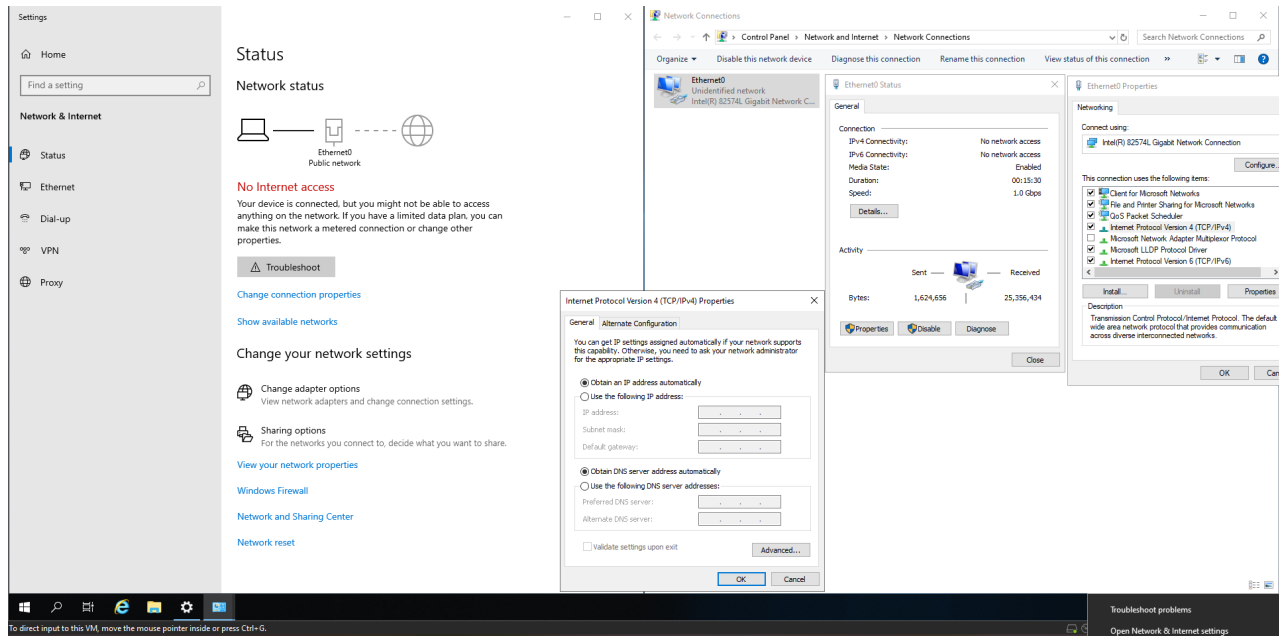 Settings
Home
Find a setting
Network & Internet
Status
Ethernet
Dial-up
VPN
Proxy
Status
Network status
Ethernet0
Public network
No Internet access
Your device is connected, but you might not be able to access
anything on the network. If you have a limited data plan, you can
make this network a metered connection or change other
properties.
Troubleshoot
Change connection properties
Show available networks
Change your network settings
Change adapter options
View network adapters and change connection settings.
Sharing options
For the networks you connect to, decide what you want to share.
View your network properties
Windows Firewall
Network and Sharing Center
Network reset
Network Connections
Control Panel > Network and Internet > Network Connections
Search Network Connections
Organize
Disable this network device
Diagnose this connection
Rename this connection
View status of this connection
»
Ethernet0
Unidentified network
Intel(R) 82574L Gigabit Network C...
Ethernet0 Status
General
Connection
IPv4 Connectivity: No network access
IPv6 Connectivity: No network access
Media State: Enabled
Duration: 00:15:30
Speed: 1.0 Gbps
Details...
Activity
Sent — — Received
Bytes: 1,624,656 | 25,356,434
Properties
Disable
Diagnose
Close
Ethernet0 Properties
Networking
Connect using:
Intel(R) 82574L Gigabit Network Connection
Configure..
This connection uses the following items:
Client for Microsoft Networks
File and Printer Sharing for Microsoft Networks
QoS Packet Scheduler
Internet Protocol Version 4 (TCP/IPv4)
Microsoft Network Adapter Multiplexor Protocol
Microsoft LLDP Protocol Driver
Internet Protocol Version 6 (TCP/IPv6)
Install...
Uninstall
Properties
Description
Transmission Control Protocol/Internet Protocol. The default
wide area network protocol that provides communication
across diverse interconnected networks.
OK
Can
Internet Protocol Version 4 (TCP/IPv4) Properties
General
Alternate Configuration
You can get IP settings assigned automatically if your network supports
this capability. Otherwise, you need to ask your network administrator
for the appropriate IP settings.
Obtain an IP address automatically
Use the following IP address:
IP address: . . .
Subnet mask: . . .
Default gateway: . . .
Obtain DNS server address automatically
Use the following DNS server addresses:
Preferred DNS server: . . .
Alternate DNS server: . . .
Validate settings upon exit
Advanced...
OK
Cancel
To direct input to this VM, move the mouse pointer inside or press Ctrl+G.
Troubleshoot problems
Open Network & Internet settings